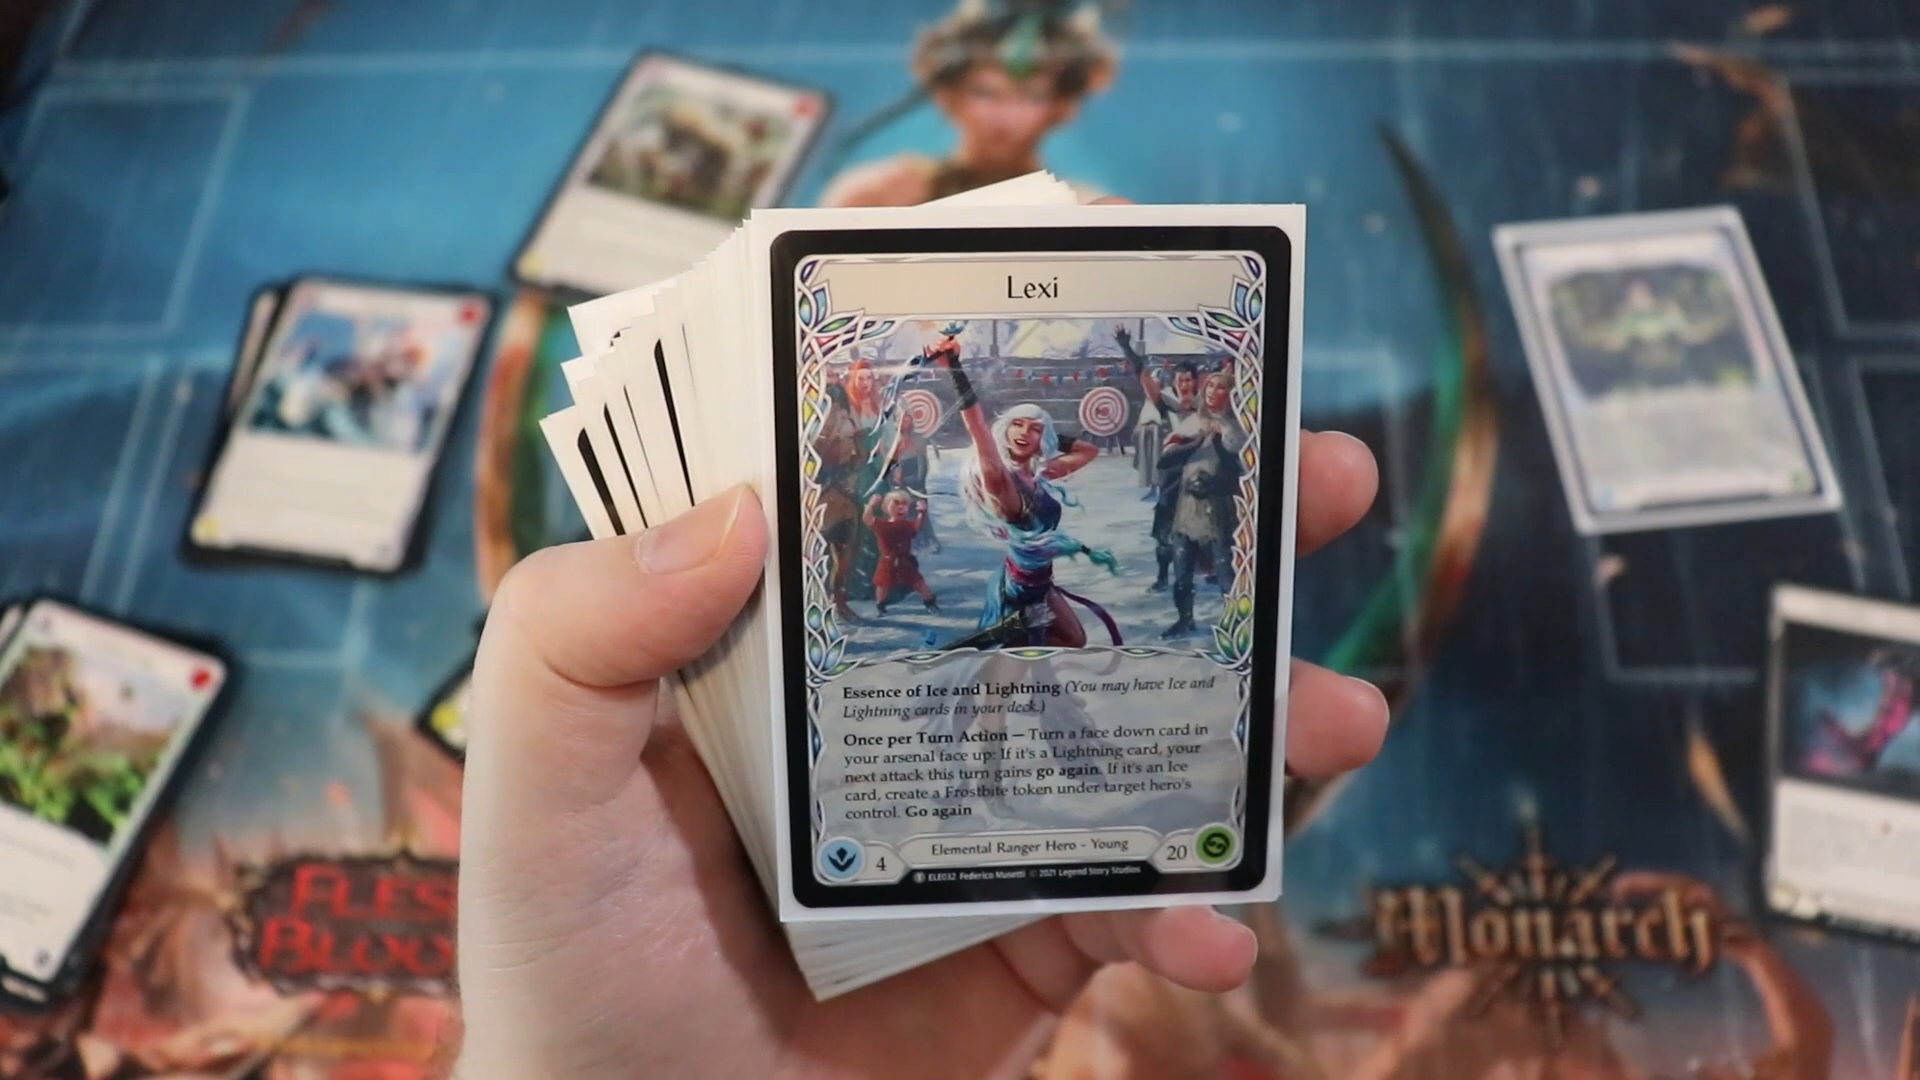 Lexi
Essence of Ice and Lightning (You may have Ice and
Lightning cards in your deck.)
Once per Turn Action — Turn a face down card in
your arsenal face up: If it's a Lightning card, your
next attack this turn gains go again. If it's an Ice
card, create a Frostbite token under target hero's
control. Go again
4
Elemental Ranger Hero - Young
20
ELE032 Federico Musetti © 2021 Legend Story Studios
FLES
BLOO
Monarch